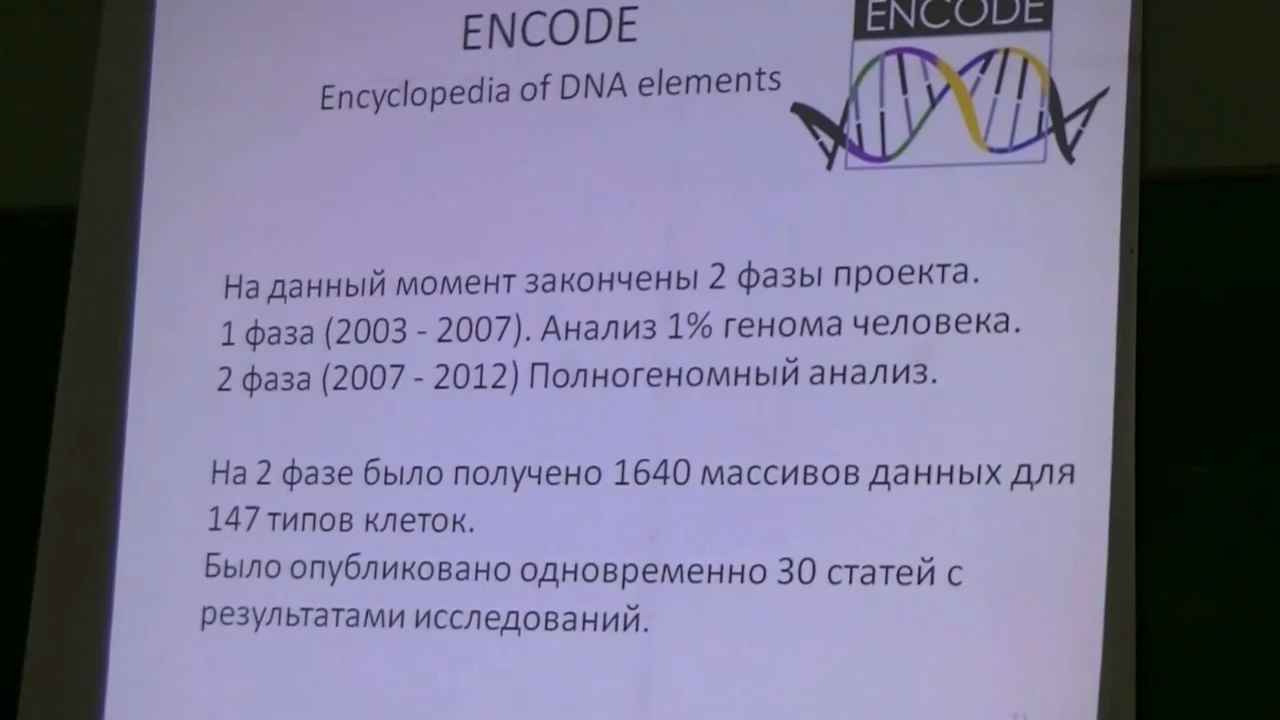 ENCODE
ENCODE
Encyclopedia of DNA elements
На данный момент закончены 2 фазы проекта.
1 фаза (2003 - 2007). Анализ 1% генома человека.
2 фаза (2007 - 2012) Полногеномный анализ.
На 2 фазе было получено 1640 массивов данных для
147 типов клеток.
Было опубликовано одновременно 30 статей с
результатами исследований.